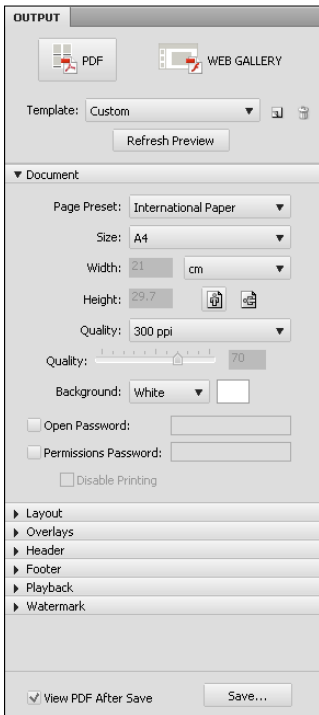 OUTPUT
PDF WEB GALLERY
Template: Custom
Refresh Preview
Document
Page Preset: International Paper
Size: A4
Width: 21 cm
Height: 29.7
Quality: 300 ppi
Quality: 70
Background: White
Open Password:
Permissions Password:
Disable Printing
Layout
Overlays
Header
Footer
Playback
Watermark
View PDF After Save Save...